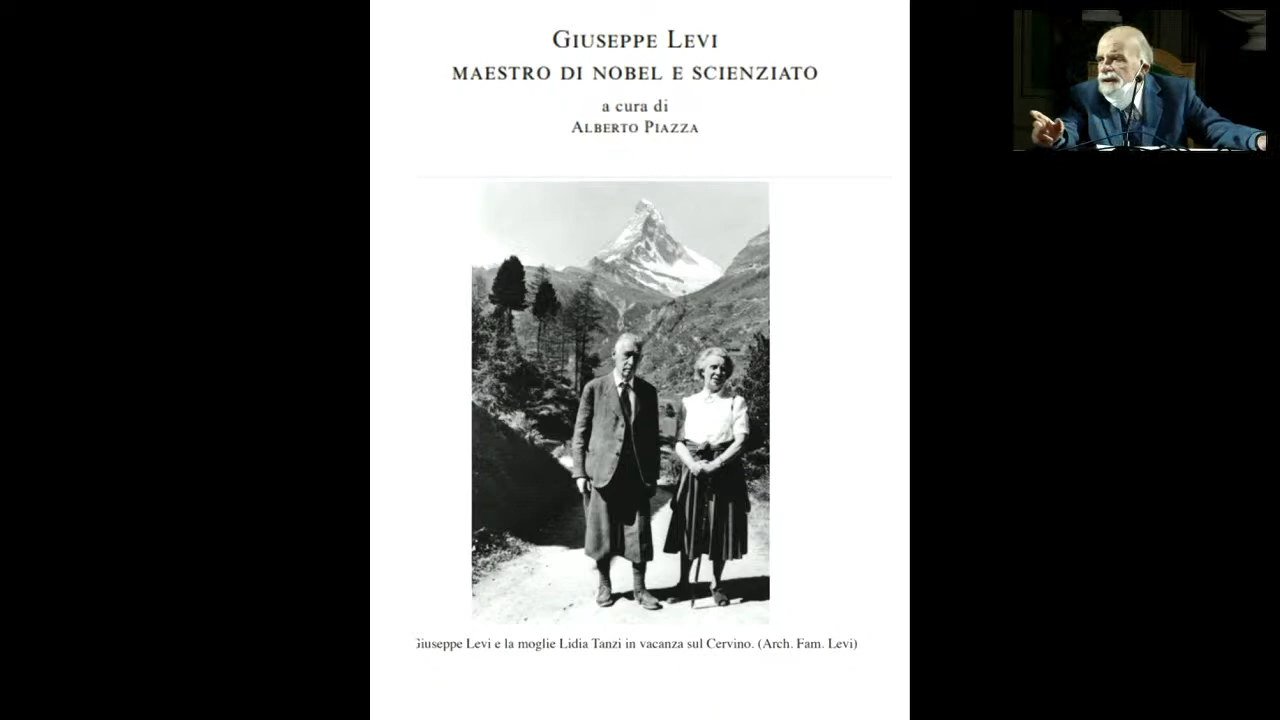 GIUSEPPE LEVI
MAESTRO DI NOBEL E SCIENZIATO
a cura di
ALBERTO PIAZZA
Giuseppe Levi e la moglie Lidia Tanzi in vacanza sul Cervino. (Arch. Fam. Levi)